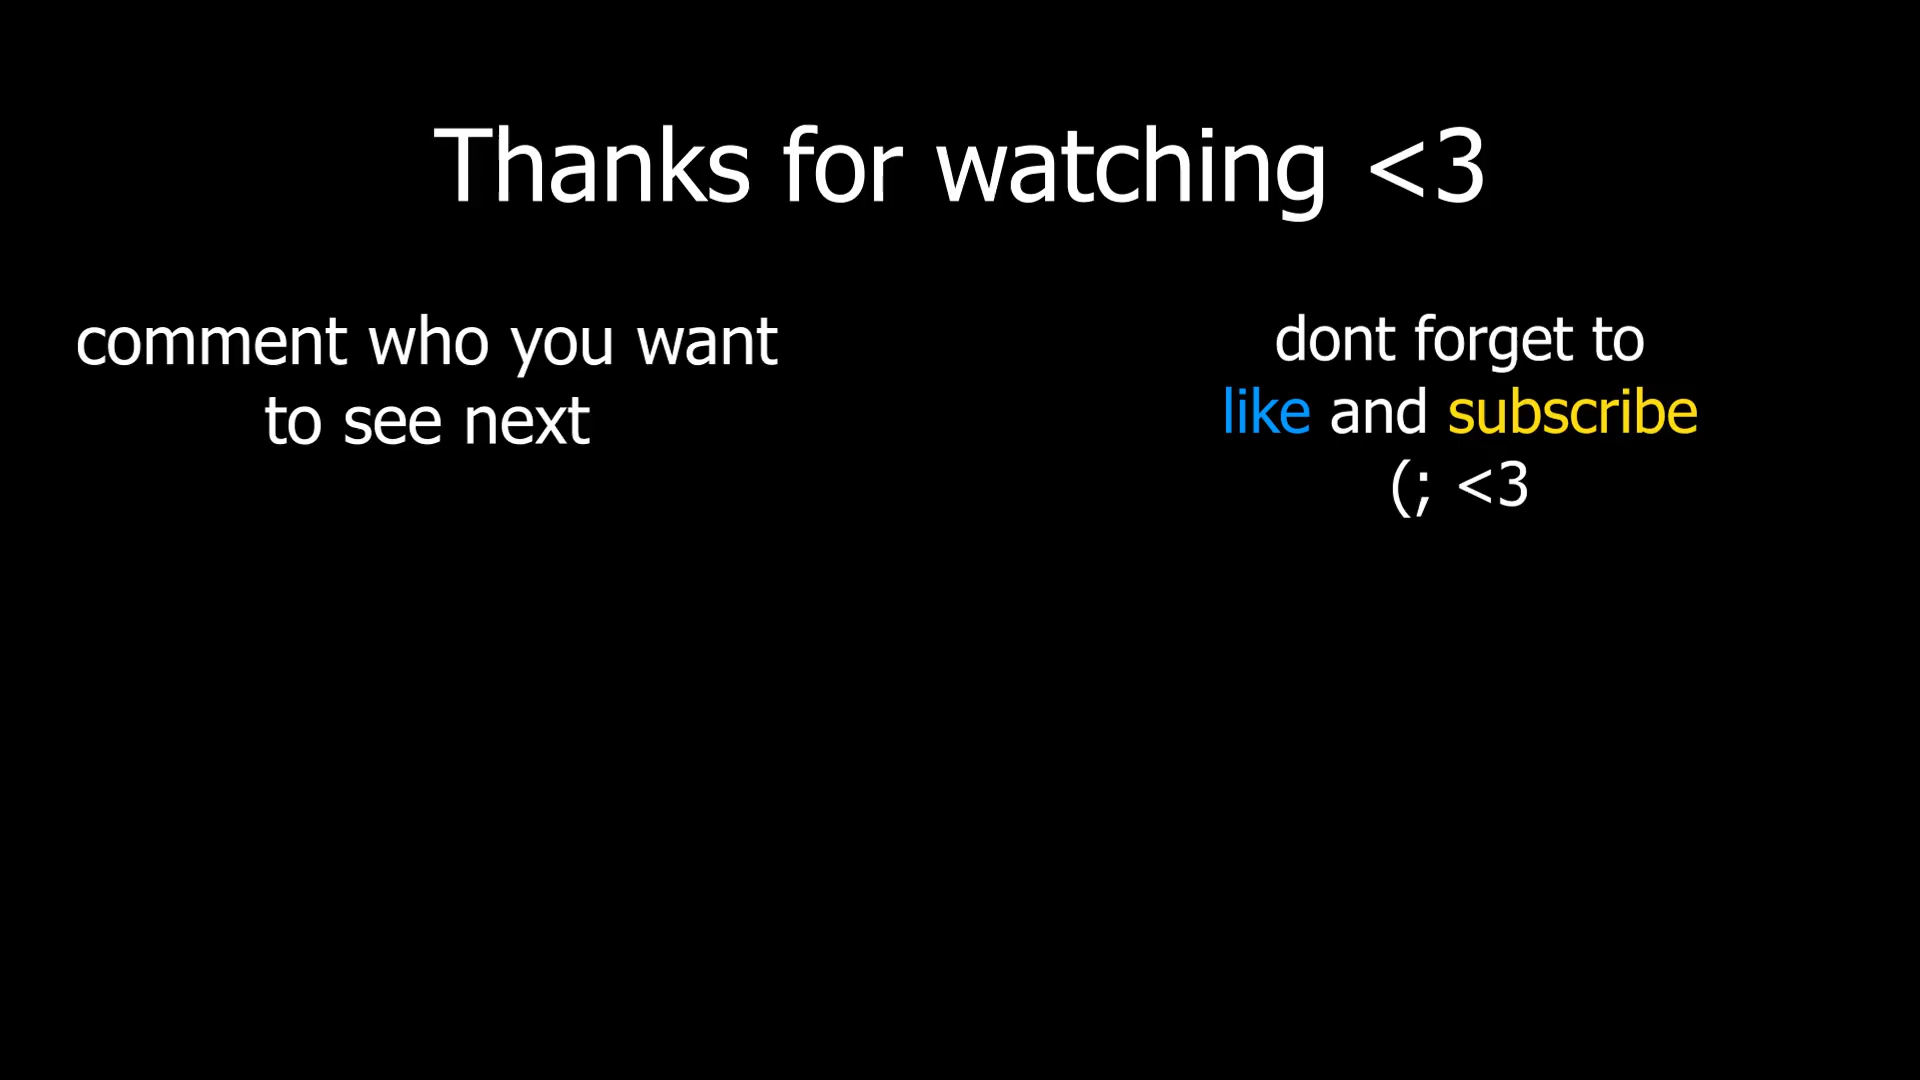 Thanks for watching <3
comment who you want
to see next
dont forget to
like and subscribe
(; <3